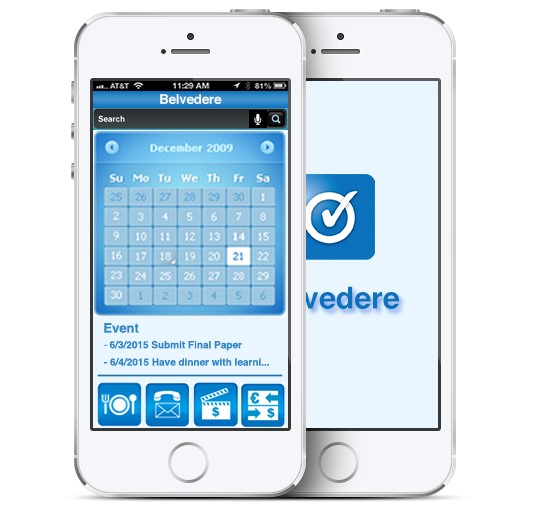 AT&T 11:29 AM 81%
Belvedere
Search
December 2009
Su Mo Tu We Th Fr Sa
25 26 27 28 29 30 1
2 3 4 5 6 7 8
9 10 11 12 13 14 15
16 17 18 19 20 21 22
23 24 25 26 27 28 29
30 1 2 3 4 5 6
Event
- 6/3/2015 Submit Final Paper
- 6/4/2015 Have dinner with learni...
$ € $
vedere